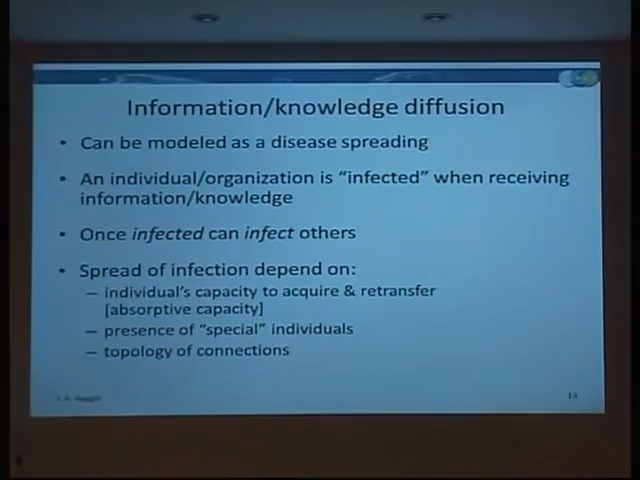 Information/knowledge diffusion
• Can be modeled as a disease spreading
• An individual/organization is “infected” when receiving
information/knowledge
• Once infected can infect others
• Spread of infection depend on:
– individual’s capacity to acquire & retransfer
[absorptive capacity]
– presence of “special” individuals
– topology of connections